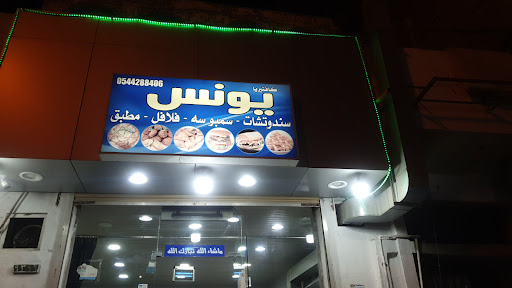 0544288406
كافتيريا
يونس
سندوتشات - سمبوسه - فلافل - مطبق
ماشاء الله تبارك الله